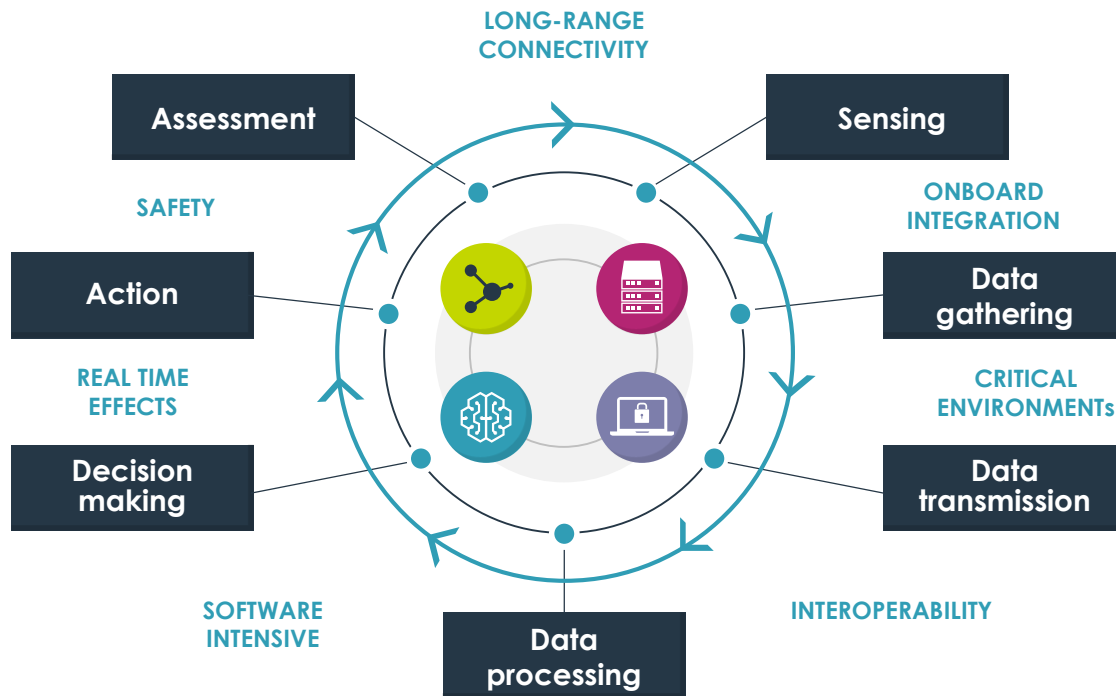 LONG-RANGE
CONNECTIVITY
Assessment
Sensing
SAFETY
ONBOARD
INTEGRATION
Action
Data
gathering
REAL TIME
EFFECTS
CRITICAL
ENVIRONMENTs
Decision
making
Data
transmission
SOFTWARE
INTENSIVE
INTEROPERABILITY
Data
processing